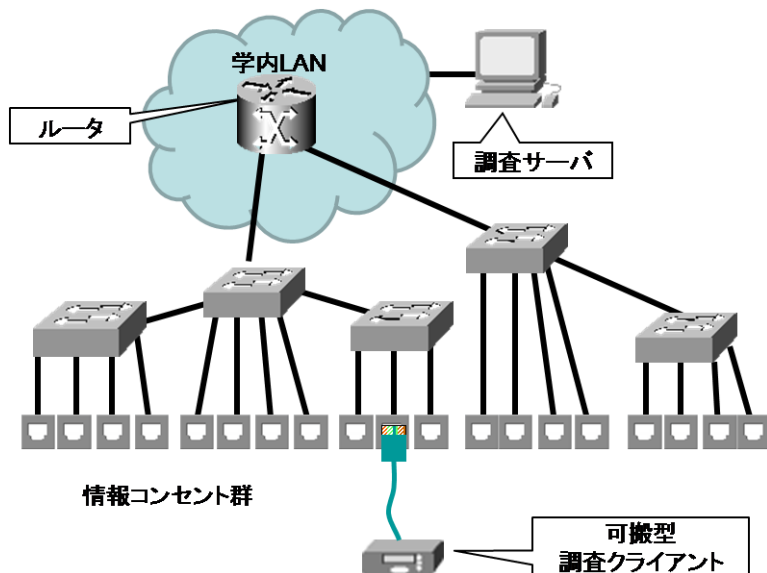 学内LAN
ルータ
調査サーバ
情報コンセント群
可搬型
調査クライアント